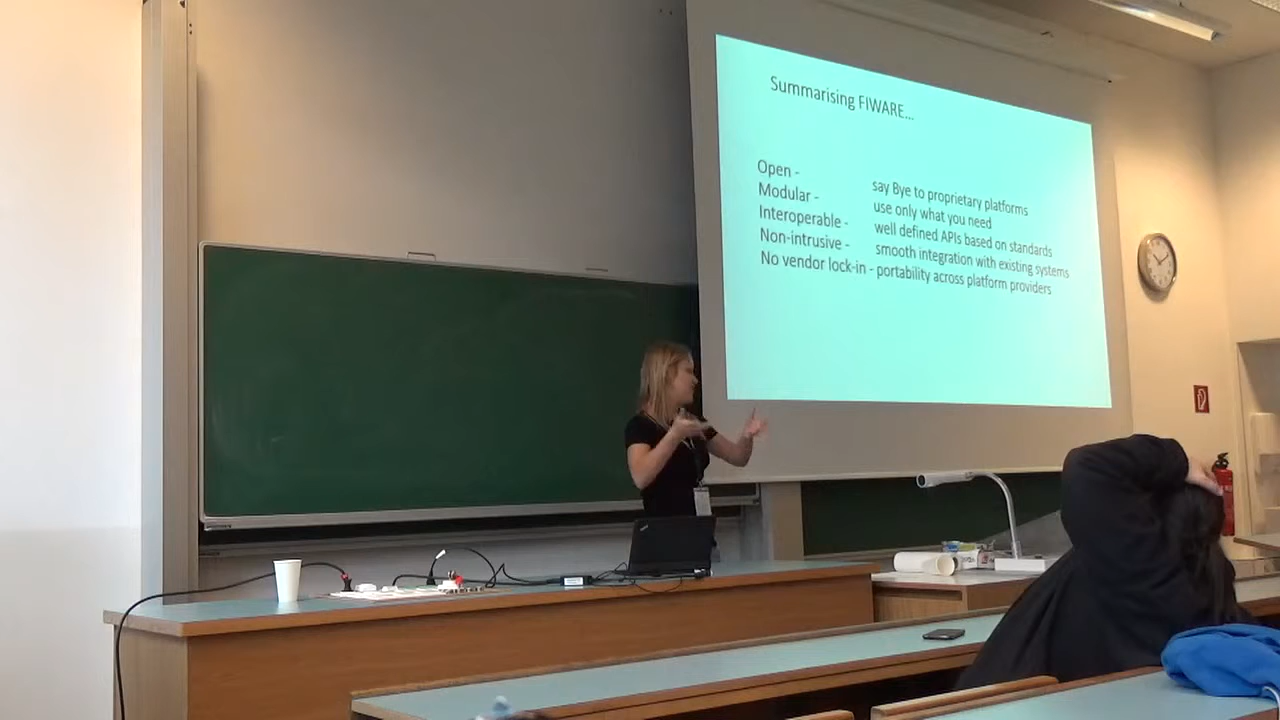 Summarising FIWARE...
Open - say Bye to proprietary platforms
Modular - use only what you need
Interoperable - well defined APIs based on standards
Non-intrusive - smooth integration with existing systems
No vendor lock-in - portability across platform providers